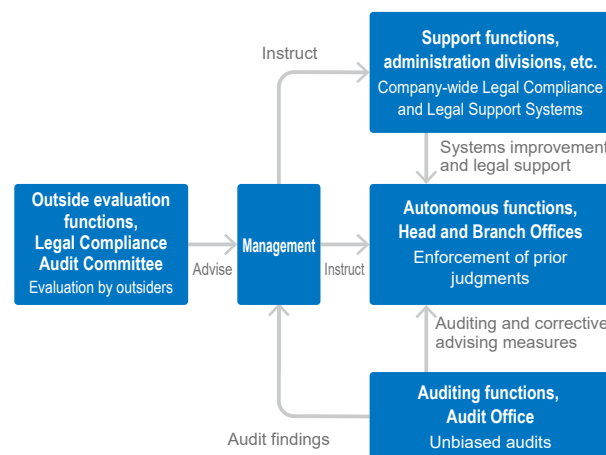 Instruct
Support functions,
administration divisions, etc.
Company-wide Legal Compliance
and Legal Support Systems
Systems improvement
and legal support
Outside evaluation
functions,
Legal Compliance
Audit Committee
Evaluation by outsiders
Advise
Management
Instruct
Autonomous functions,
Head and Branch Offices
Enforcement of prior
judgments
Auditing and corrective
advising measures
Audit findings
Auditing functions,
Audit Office
Unbiased audits